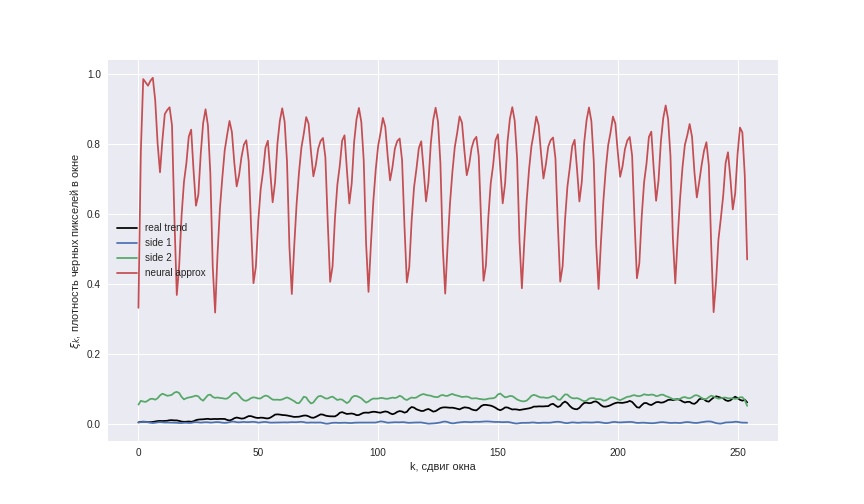 1.0
0.8
0.6
0.4
0.2
0.0
ξk, плотность черных пикселей в окне
real trend
side 1
side 2
neural approx
0 50 100 150 200 250
k, сдвиг окна